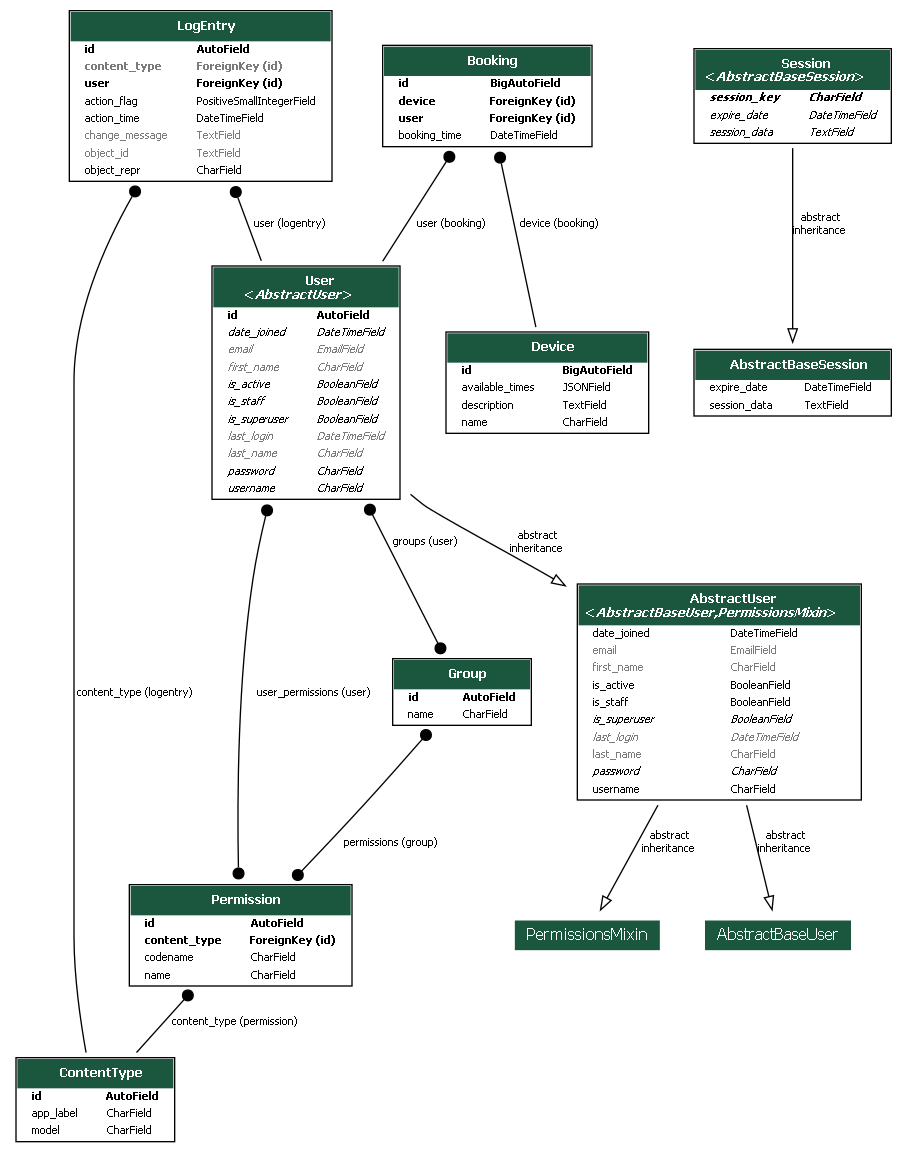 LogEntry
id AutoField
content_type ForeignKey (id)
user ForeignKey (id)
action_flag PositiveSmallIntegerField
action_time DateTimeField
change_message TextField
object_id TextField
object_repr CharField
Booking
id BigAutoField
device ForeignKey (id)
user ForeignKey (id)
booking_time DateTimeField
Session
<AbstractBaseSession>
session_key CharField
expire_date DateTimeField
session_data TextField
user (logentry)
user (booking)
device (booking)
abstract
inheritance
User
<AbstractUser>
id AutoField
date_joined DateTimeField
email EmailField
first_name CharField
is_active BooleanField
is_staff BooleanField
is_superuser BooleanField
last_login DateTimeField
last_name CharField
password CharField
username CharField
Device
id BigAutoField
available_times JSONField
description TextField
name CharField
AbstractBaseSession
expire_date DateTimeField
session_data TextField
groups (user)
abstract
inheritance
AbstractUser
<AbstractBaseUser,PermissionsMixin>
date_joined DateTimeField
email EmailField
first_name CharField
is_active BooleanField
is_staff BooleanField
is_superuser BooleanField
last_login DateTimeField
last_name CharField
password CharField
username CharField
content_type (logentry)
user_permissions (user)
Group
id AutoField
name CharField
permissions (group)
abstract
inheritance
abstract
inheritance
Permission
id AutoField
content_type ForeignKey (id)
codename CharField
name CharField
PermissionsMixin
AbstractBaseUser
content_type (permission)
ContentType
id AutoField
app_label CharField
model CharField